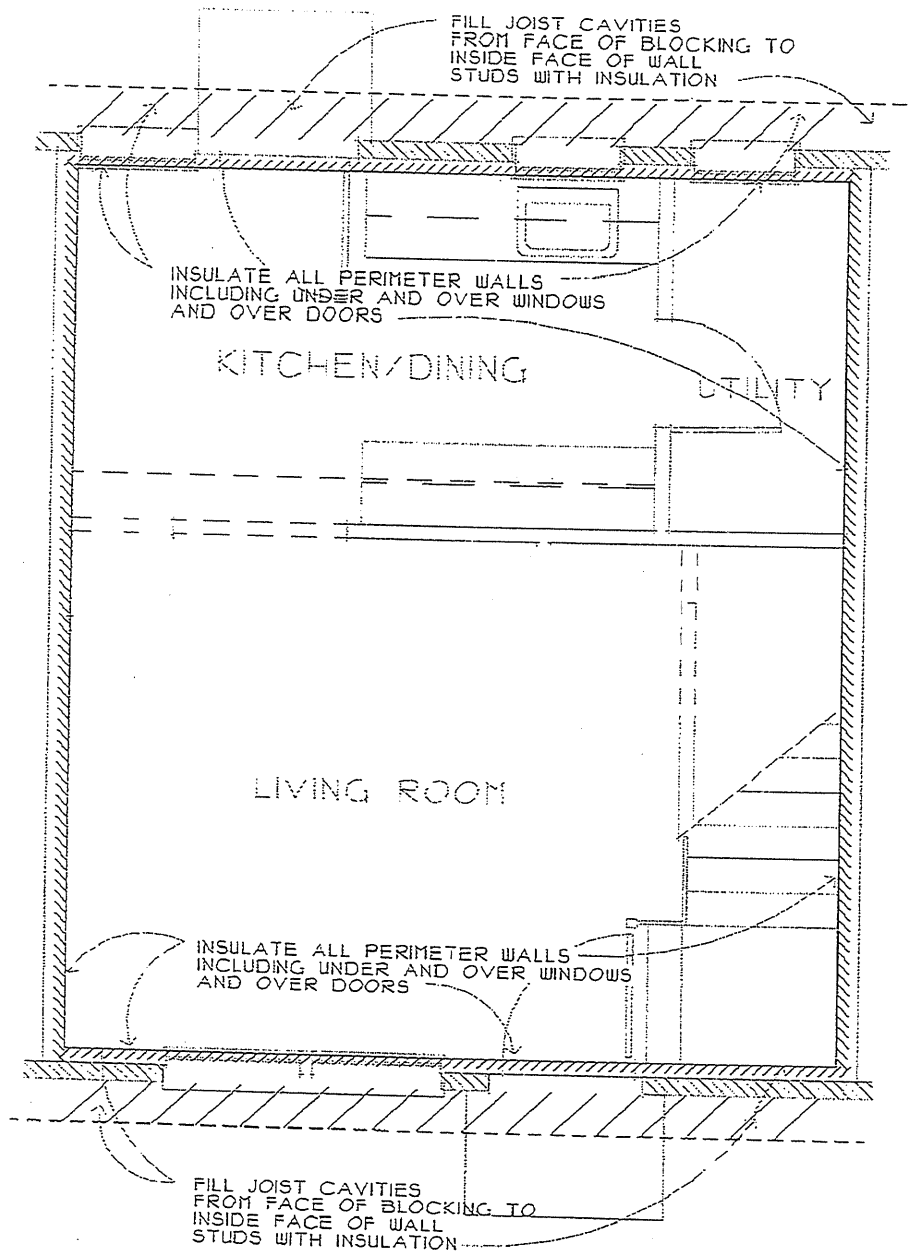 FILL JOIST CAVITIES
FROM FACE OF BLOCKING TO
INSIDE FACE OF WALL
STUDS WITH INSULATION
INSULATE ALL PERIMETER WALLS
INCLUDING UNDER AND OVER WINDOWS
AND OVER DOORS
KITCHEN/DINING
UTILITY
LIVING ROOM
INSULATE ALL PERIMETER WALLS
INCLUDING UNDER AND OVER WINDOWS
AND OVER DOORS
FILL JOIST CAVITIES
FROM FACE OF BLOCKING TO
INSIDE FACE OF WALL
STUDS WITH INSULATION